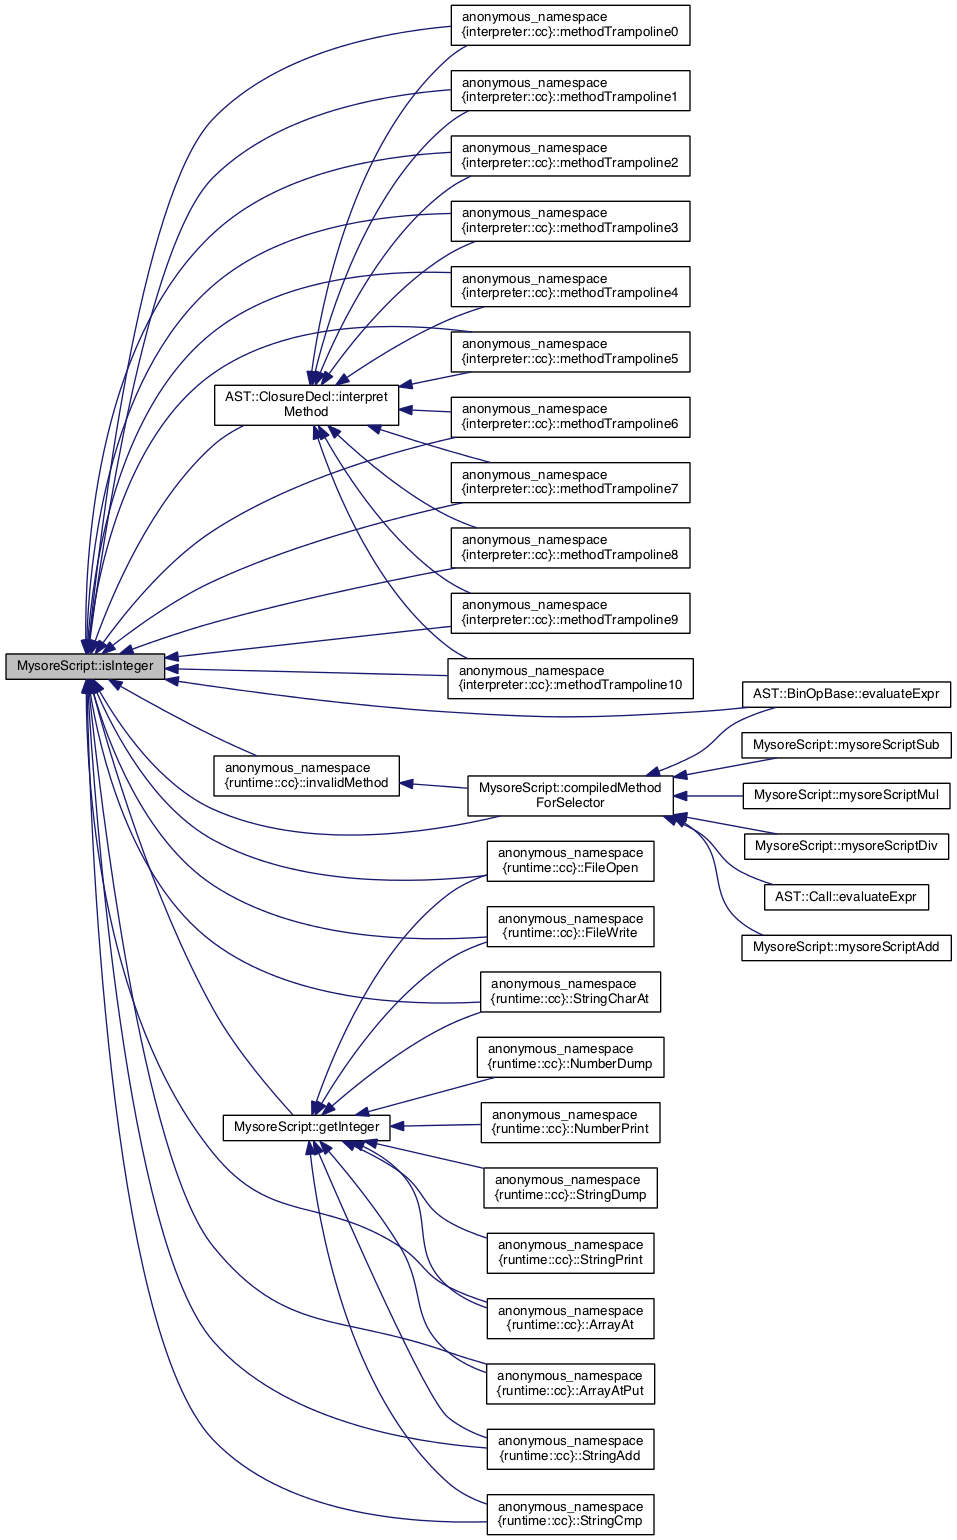 anonymous_namespace
{interpreter::cc}::methodTrampoline0
anonymous_namespace
{interpreter::cc}::methodTrampoline1
anonymous_namespace
{interpreter::cc}::methodTrampoline2
anonymous_namespace
{interpreter::cc}::methodTrampoline3
anonymous_namespace
{interpreter::cc}::methodTrampoline4
anonymous_namespace
{interpreter::cc}::methodTrampoline5
AST::ClosureDecl::interpret
Method
anonymous_namespace
{interpreter::cc}::methodTrampoline6
anonymous_namespace
{interpreter::cc}::methodTrampoline7
anonymous_namespace
{interpreter::cc}::methodTrampoline8
anonymous_namespace
{interpreter::cc}::methodTrampoline9
MysoreScript::isInteger
anonymous_namespace
{interpreter::cc}::methodTrampoline10
AST::BinOpBase::evaluateExpr
MysoreScript::mysoreScriptSub
anonymous_namespace
{runtime::cc}::invalidMethod
MysoreScript::compiledMethod
ForSelector
MysoreScript::mysoreScriptMul
MysoreScript::mysoreScriptDiv
anonymous_namespace
{runtime::cc}::FileOpen
AST::Call::evaluateExpr
anonymous_namespace
{runtime::cc}::FileWrite
MysoreScript::mysoreScriptAdd
anonymous_namespace
{runtime::cc}::StringCharAt
anonymous_namespace
{runtime::cc}::NumberDump
MysoreScript::getInteger
anonymous_namespace
{runtime::cc}::NumberPrint
anonymous_namespace
{runtime::cc}::StringDump
anonymous_namespace
{runtime::cc}::StringPrint
anonymous_namespace
{runtime::cc}::ArrayAt
anonymous_namespace
{runtime::cc}::ArrayAtPut
anonymous_namespace
{runtime::cc}::StringAdd
anonymous_namespace
{runtime::cc}::StringCmp